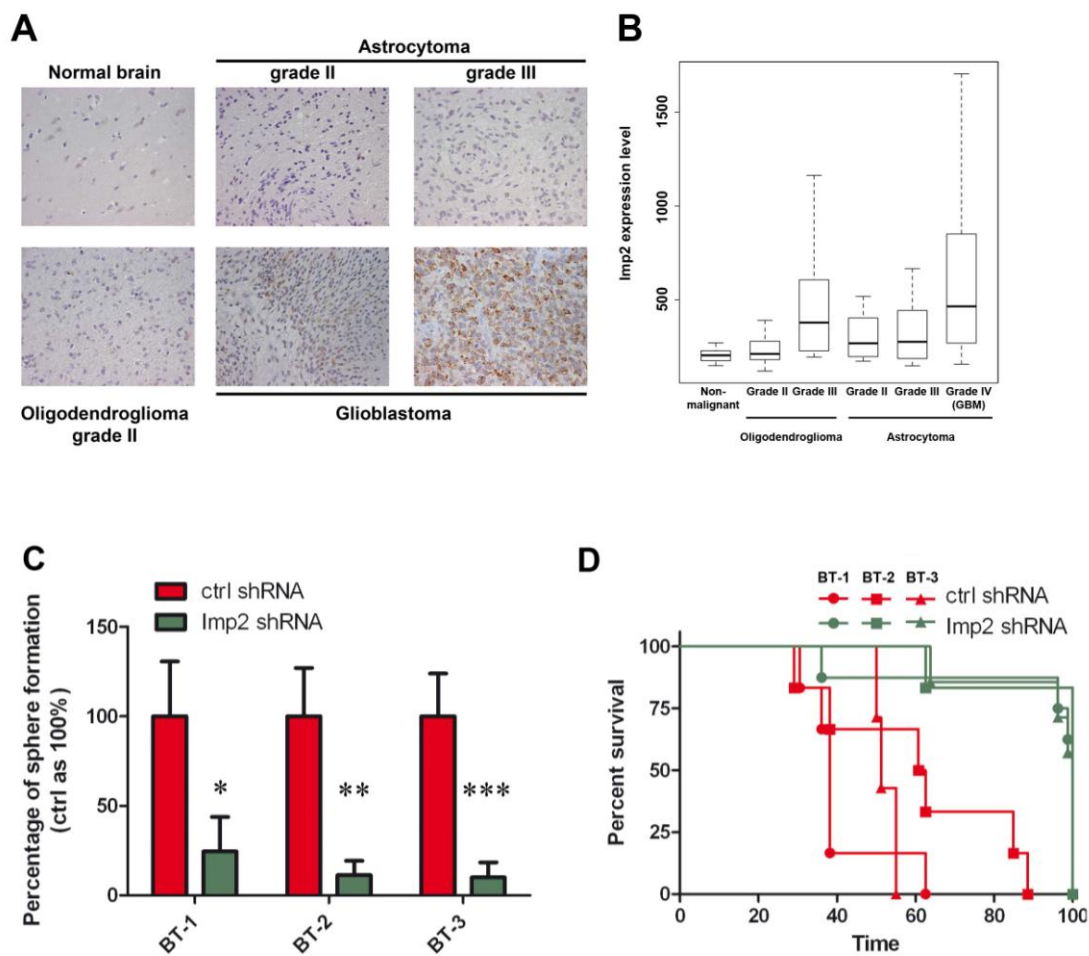 A
Astrocytoma
Normal brain
grade II
grade III
Oligodendroglioma
grade II
Glioblastoma
B
Imp2 expression level
1500
1000
500
Non-
malignant
Grade II
Grade III
Grade II
Grade III
Grade IV
(GBM)
Oligodendroglioma
Astrocytoma
C
ctrl shRNA
Imp2 shRNA
Percentage of sphere formation
(ctrl as 100%)
150
100
50
0
*
**
***
BT-1
BT-2
BT-3
D
BT-1 BT-2 BT-3
ctrl shRNA
Imp2 shRNA
Percent survival
100
75
50
25
0
0 20 40 60 80 100
Time